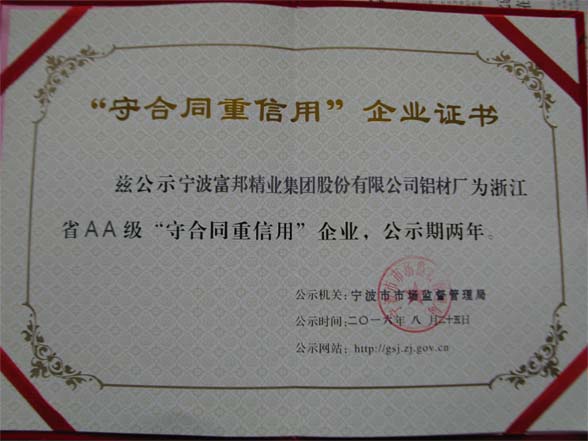 “守合同重信用”企业证书
兹公示宁波富邦精业集团股份有限公司铝材厂为浙江
省AA级“守合同重信用”企业，公示期两年。
公示机关：宁波市市场监督管理局
公示时间：二〇一六年 八 月二十五日
公示网站：http://gsj.zj.gov.cn